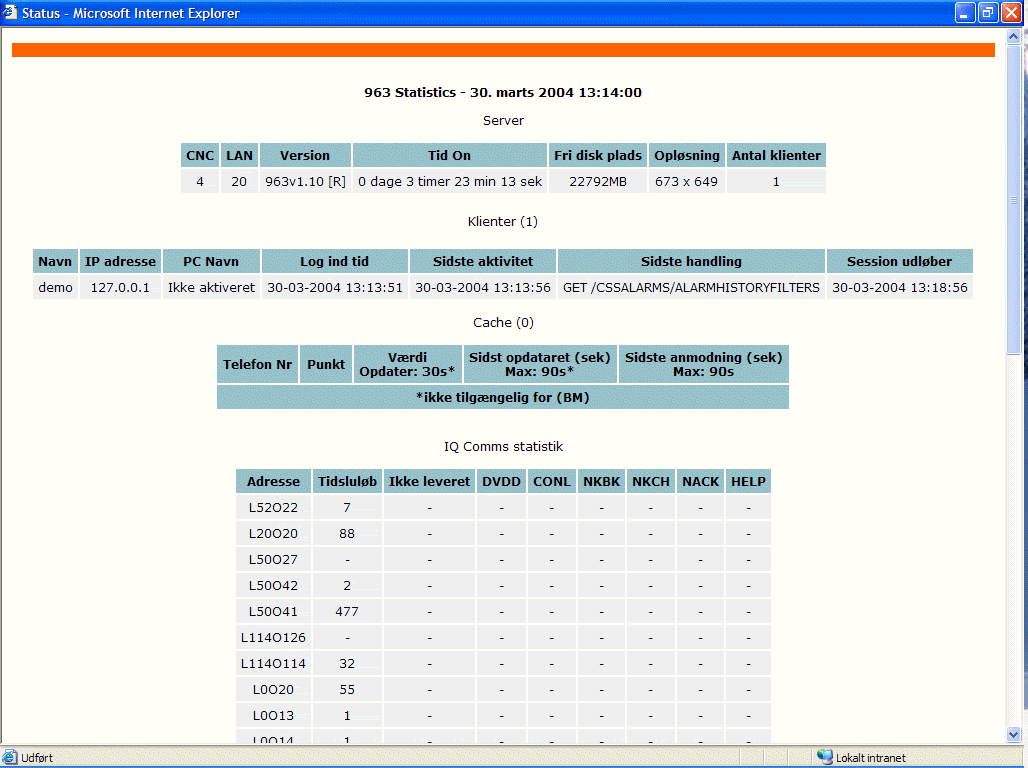 Status - Microsoft Internet Explorer
963 Statistics - 30. marts 2004 13:14:00
Server
CNC LAN Version Tid On Fri disk plads Opløsning Antal klienter
4 20 963v1.10 [R] 0 dage 3 timer 23 min 13 sek 22792MB 673 x 649 1
Klienter (1)
Navn IP adresse PC Navn Log ind tid Sidste aktivitet Sidste handling Session udløber
demo 127.0.0.1 Ikke aktiveret 30-03-2004 13:13:51 30-03-2004 13:13:56 GET /CSSALARMS/ALARMHISTORYFILTERS 30-03-2004 13:18:56
Cache (0)
Telefon Nr Punkt Værdi Opdater: 30s* Sidst opdataret (sek) Max: 90s* Sidste anmodning (sek) Max: 90s
*ikke tilgængelig for (BM)
IQ Comms statistik
Adresse Tidsluløb Ikke leveret DVDD CONL NKBK NKCH NACK HELP
L52O22 7 - - - - - - -
L20O20 88 - - - - - - -
L50O27 - - - - - - - -
L50O42 2 - - - - - - -
L50O41 477 - - - - - - -
L114O126 - - - - - - - -
L114O114 32 - - - - - - -
L0O20 55 - - - - - - -
L0O13 1 - - - - - - -
L0O14 1 - - - - - - -
Udført Lokalt intranet